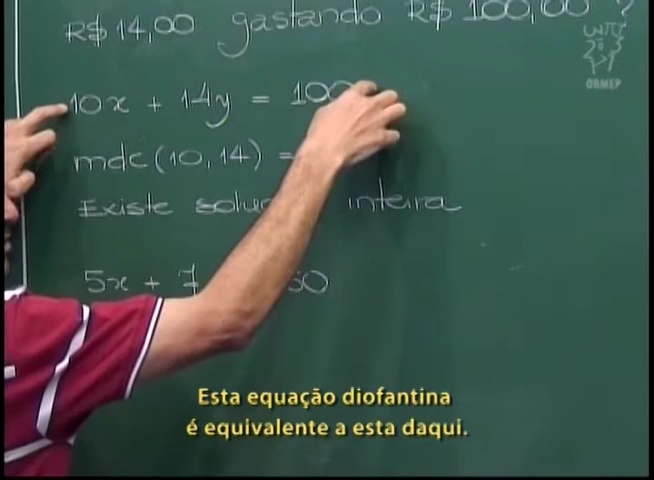 R$ 14,00 gastando R$ 100,00 ?
OBMEP
10x + 14y = 100
mdc(10,14) =
Existe inteira
5x + 7 50
Esta equação diofantina
é equivalente a esta daqui.